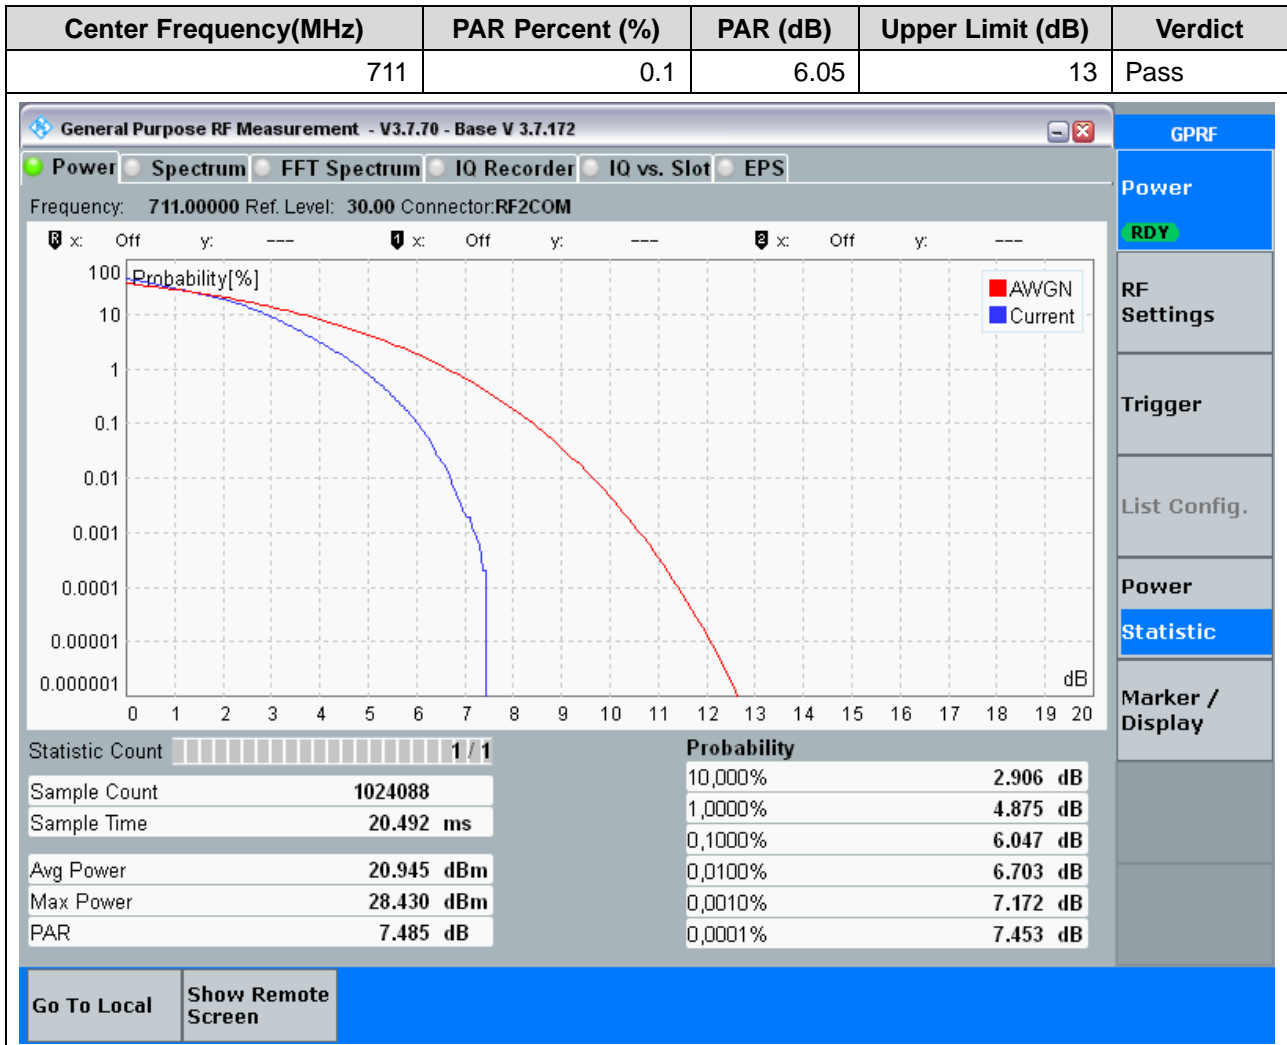 Center Frequency(MHz) PAR Percent (%) PAR (dB) Upper Limit (dB) Verdict
711 0.1 6.05 13 Pass
General Purpose RF Measurement - V3.7.70 - Base V 3.7.172
GPRF
Power Spectrum FFT Spectrum IQ Recorder IQ vs. Slot EPS
Power
RDY
Frequency: 711.00000 Ref. Level: 30.00 Connector:RF2COM
R x: Off y: --- 1 x: Off y: --- 2 x: Off y: ---
Probability[%]
AWGN
Current
100
10
1
0.1
0.01
0.001
0.0001
0.00001
0.000001
dB
0 1 2 3 4 5 6 7 8 9 10 11 12 13 14 15 16 17 18 19 20
RF
Settings
Trigger
List Config.
Power
Statistic
Marker /
Display
Statistic Count 1 / 1
Sample Count 1024088
Sample Time 20.492 ms
Avg Power 20.945 dBm
Max Power 28.430 dBm
PAR 7.485 dB
Probability
10,000% 2.906 dB
1,0000% 4.875 dB
0,1000% 6.047 dB
0,0100% 6.703 dB
0,0010% 7.172 dB
0,0001% 7.453 dB
Go To Local
Show Remote
Screen